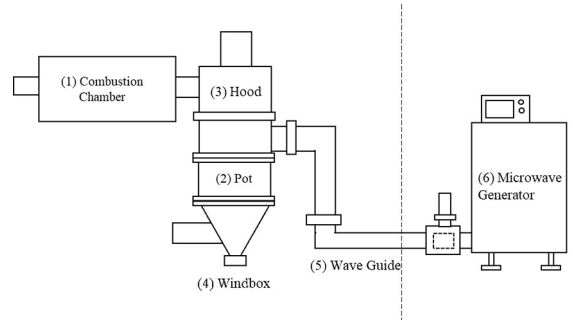 (1) Combustion
Chamber
(3) Hood
(2) Pot
(6) Microwave
Generator
(5) Wave Guide
(4) Windbox